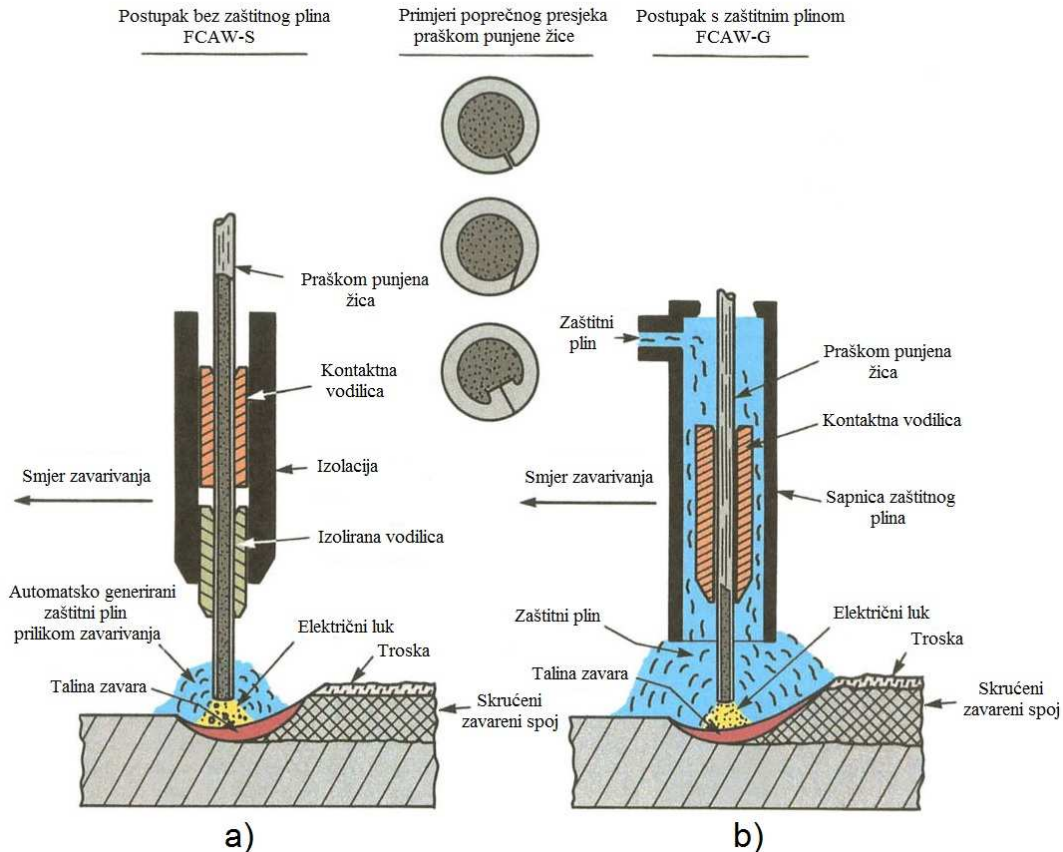 Postupak bez zaštitnog plina
FCAW-S
Primjeri poprečnog presjeka
praškom punjene žice
Postupak s zaštitnim plinom
FCAW-G
Praškom punjena
žica
Kontaktna
vodilica
Smjer zavarivanja
Izolacija
Izolirana vodilica
Automatsko generirani
zaštitni plin
prilikom zavarivanja
Električni luk
Troska
Talina zavara
Skrućeni
zavareni spoj
a)
Zaštitni
plin
Praškom punjena
žica
Kontaktna vodilica
Smjer zavarivanja
Sapnica zaštitnog
plina
Zaštitni plin
Električni luk
Troska
Talina zavara
Skrućeni
zavareni spoj
b)